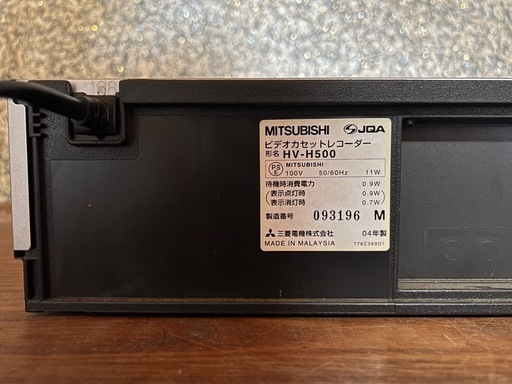 MITSUBISHI JQA
ビデオカセットレコーダー
形名 HV-H500
PS E MITSUBISHI
100V 50/60Hz 11W
待機時消費電力 0.9W
(表示点灯時 0.9W)
(表示消灯時 0.7W)
製造番号 093196 M
三菱電機株式会社 04年製
MADE IN MALAYSIA 776C269D1